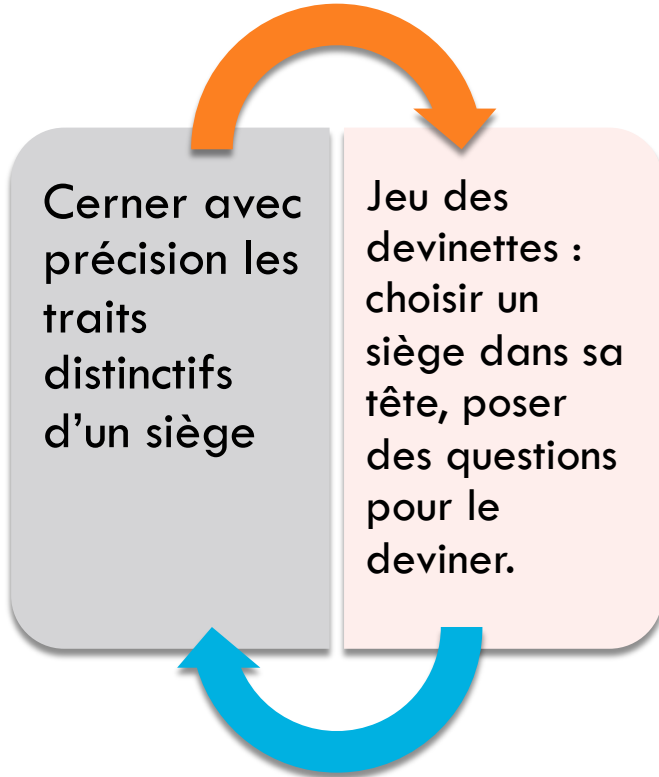 Cerner avec
précision les
traits
distinctifs
d’un siège
Jeu des
devinettes :
choisir un
siège dans sa
tête, poser
des questions
pour le
deviner.